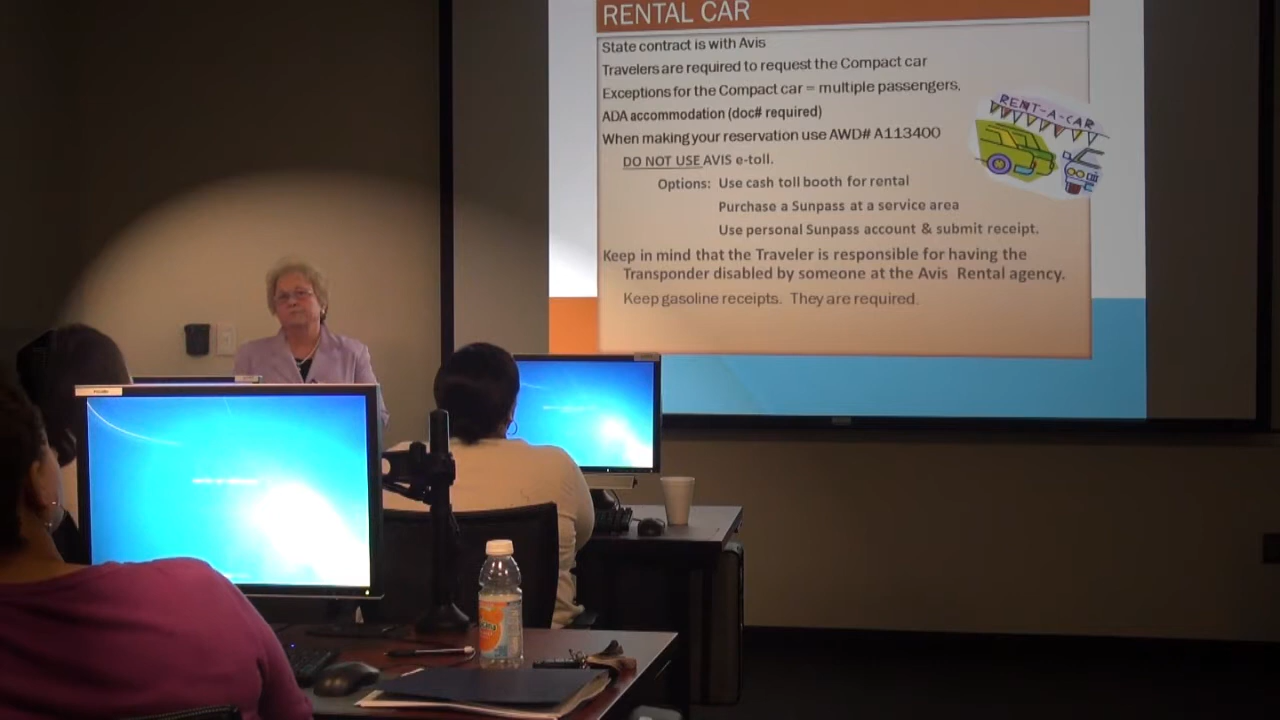 RENTAL CAR
State contract is with Avis
Travelers are required to request the Compact car
Exceptions for the Compact car = multiple passengers,
ADA accommodation (doc# required)
When making your reservation use AWD# A113400
DO NOT USE AVIS e-toll.
Options: Use cash toll booth for rental
Purchase a Sunpass at a service area
Use personal Sunpass account & submit receipt.
Keep in mind that the Traveler is responsible for having the
Transponder disabled by someone at the Avis Rental agency.
Keep gasoline receipts. They are required.
RENT-A-CAR